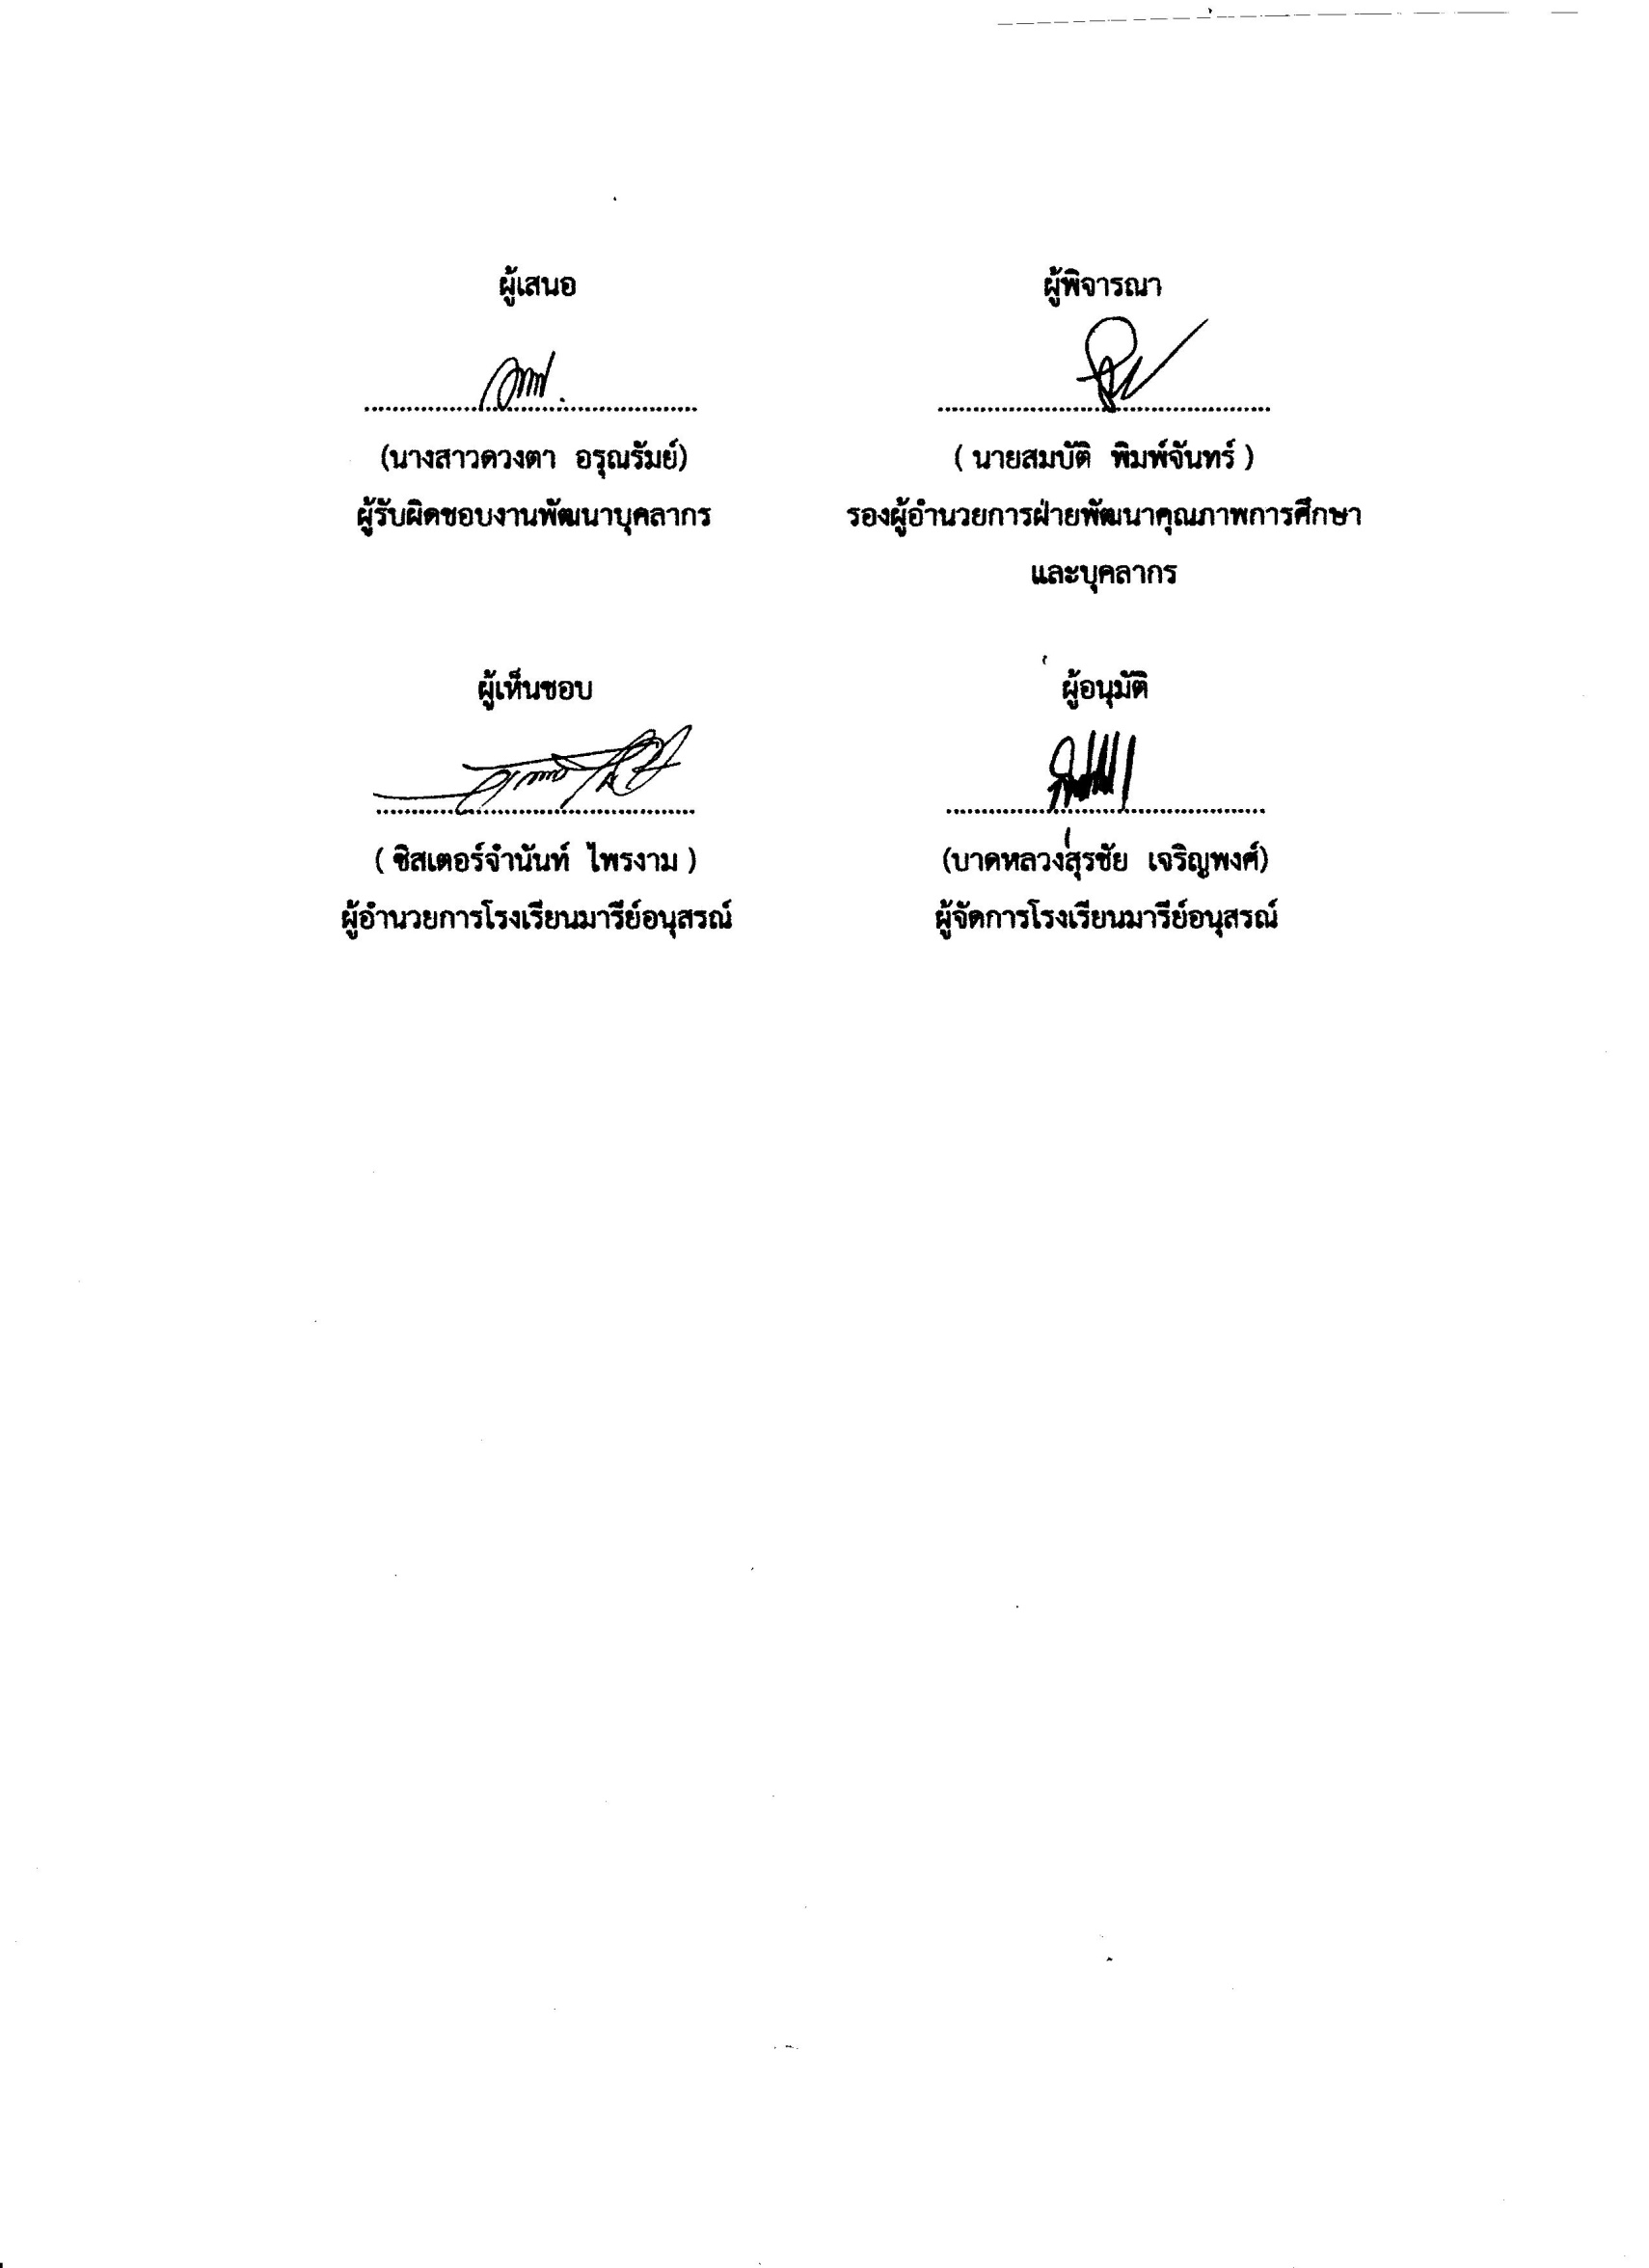 ผู้เสนอ
(นางสาวดวงตา อรุณรัมย์)
ผู้รับผิดชอบงานพัฒนาบุคลากร
ผู้พิจารณา
( นายสมบัติ พิมพ์จันทร์ )
รองผู้อำนวยการฝ่ายพัฒนาคุณภาพการศึกษา
และบุคลากร
ผู้เห็นชอบ
( ซิสเตอร์จำนันท์ ไพรงาม )
ผู้อำนวยการโรงเรียนมารีย์อนุสรณ์
ผู้อนุมัติ
(บาดหลวงสุรชัย เจริญพงศ์)
ผู้จัดการโรงเรียนมารีย์อนุสรณ์